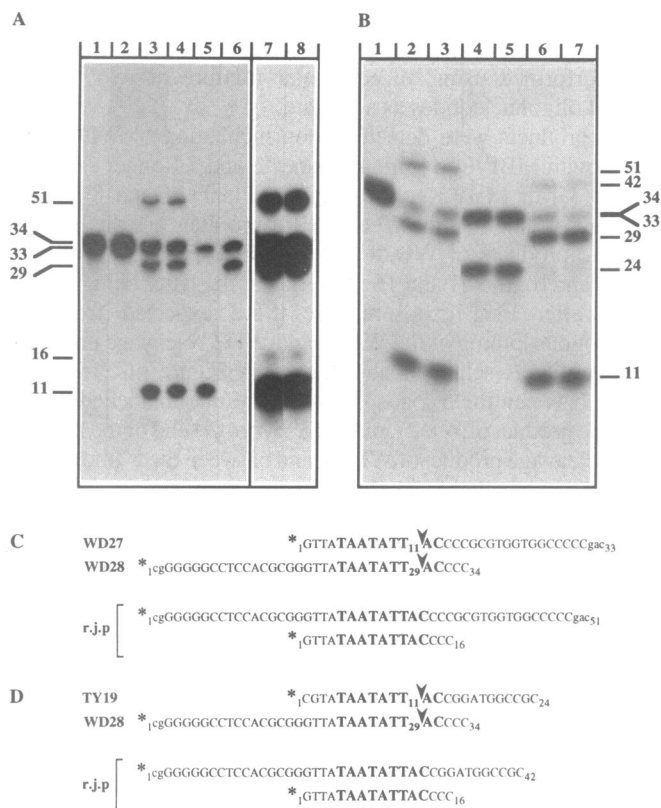 A
B
1 2 3 4 5 6 7 8
1 2 3 4 5 6 7
51
34
33
29
16
11
51
42
34
33
29
24
11
C
WD27 *1GTTATAATATT11ACCCCGCGTGGTGGCCCCCgac33
WD28 *1cgGGGGGCCTCCACGCGGGTTATAATATT29ACCCC34
r.j.p *1cgGGGGGCCTCCACGCGGGTTATAATATTACCCCGCGTGGTGGCCCCCgac51
*1GTTATAATATTACCCCC16
D
TY19 *1CGTATAATATT11ACCGGATGGCCGC24
WD28 *1cgGGGGGCCTCCACGCGGGTTATAATATT29ACCCC34
r.j.p *1cgGGGGGCCTCCACGCGGGTTATAATATTACCGGATGGCCGC42
*1GTTATAATATTACCCCC16